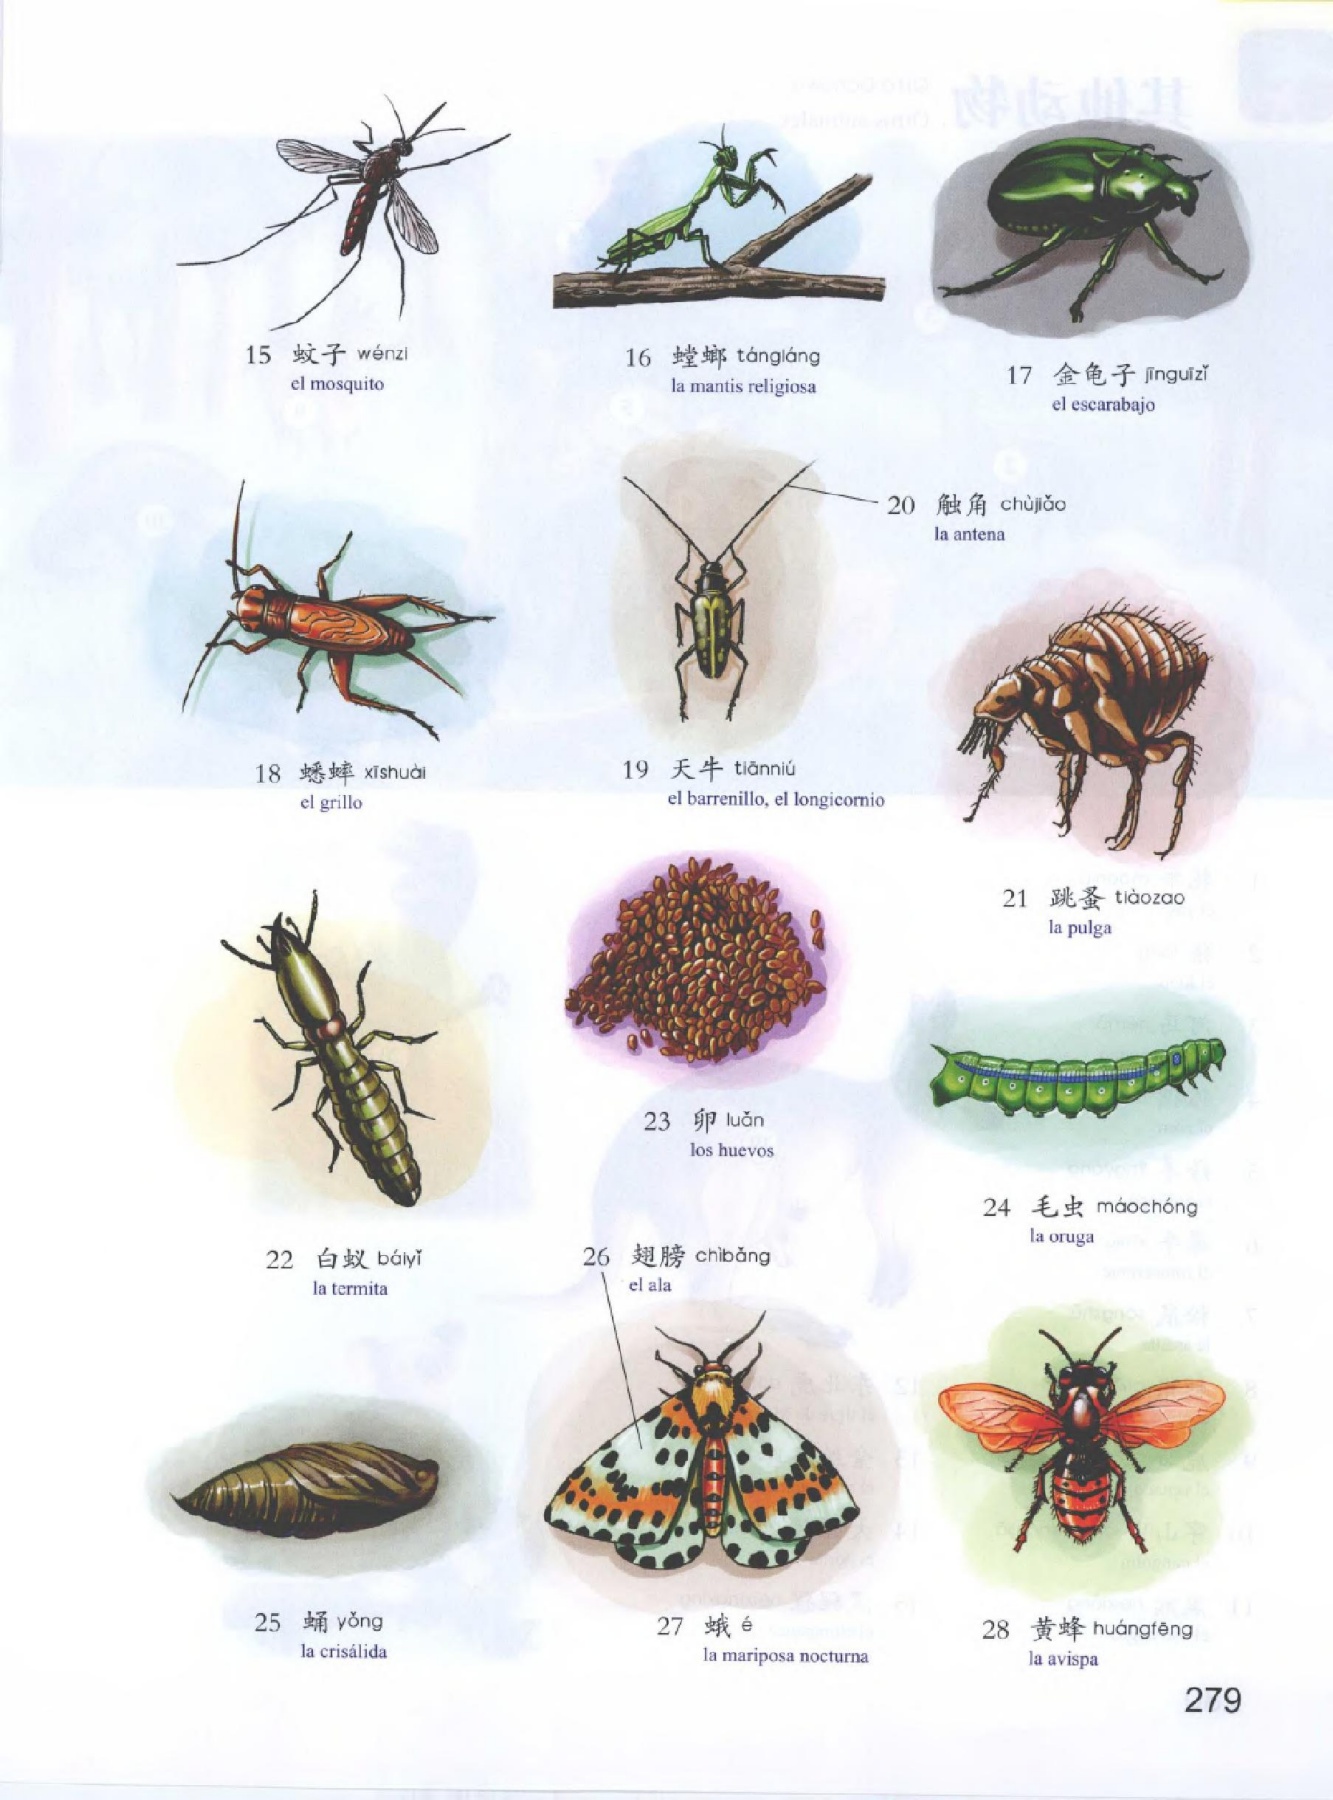 15 蚊子 wénzi
el mosquito
16 螳螂 tángláng
la mantis religiosa
17 金龟子 jīnguīzǐ
el escarabajo
20 触角 chùjiǎo
la antena
18 蟋蟀 xīshuài
el grillo
19 天牛 tiānniú
el barrenillo, el longicornio
21 跳蚤 tiàozao
la pulga
23 卵 luǎn
los huevos
24 毛虫 máochóng
la oruga
22 白蚁 báiyǐ
la termita
26 翅膀 chìbǎng
el ala
25 蛹 yǒng
la crisálida
27 蛾 é
la mariposa nocturna
28 黄蜂 huángfēng
la avispa
279